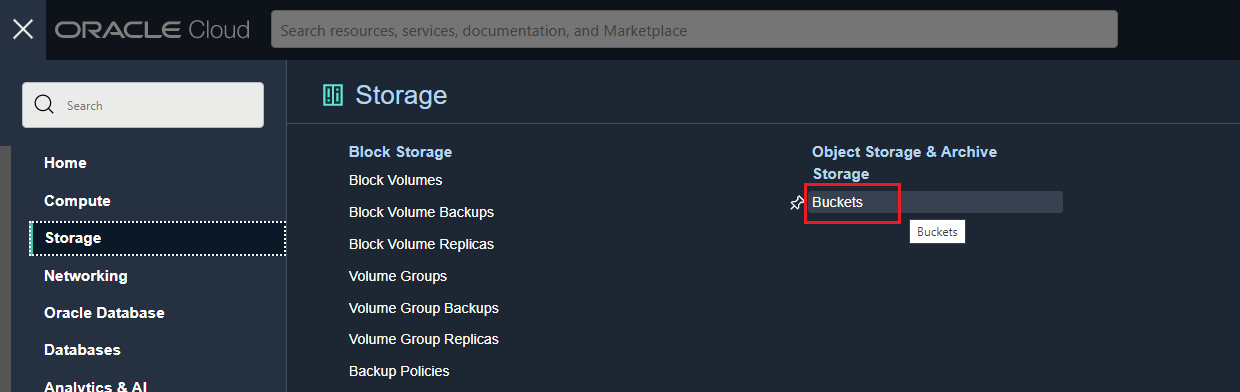 ORACLE Cloud
Search resources, services, documentation, and Marketplace
Search
Home
Compute
Storage
Networking
Oracle Database
Databases
Analytics & AI
Storage
Block Storage
Block Volumes
Block Volume Backups
Block Volume Replicas
Volume Groups
Volume Group Backups
Volume Group Replicas
Backup Policies
Object Storage & Archive
Storage
Buckets
Buckets